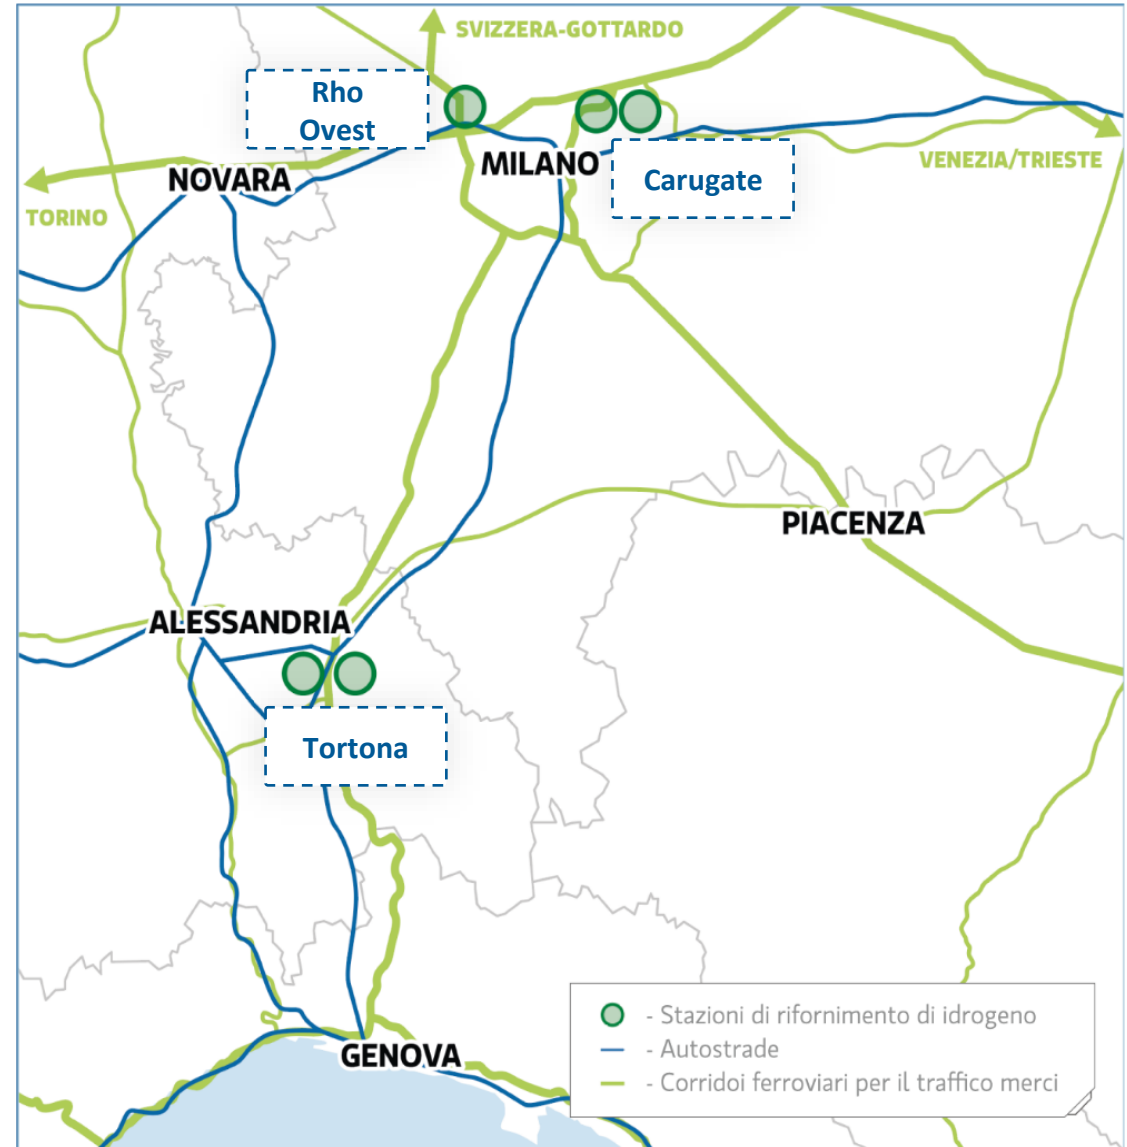 SVIZZERA-GOTTARDO
Rho
Ovest
MILANO
VENEZIA/TRIESTE
NOVARA
Carugate
TORINO
PIACENZA
ALESSANDRIA
Tortona
- Stazioni di rifornimento di idrogeno
- Autostrade
- Corridoi ferroviari per il traffico merci
GENOVA